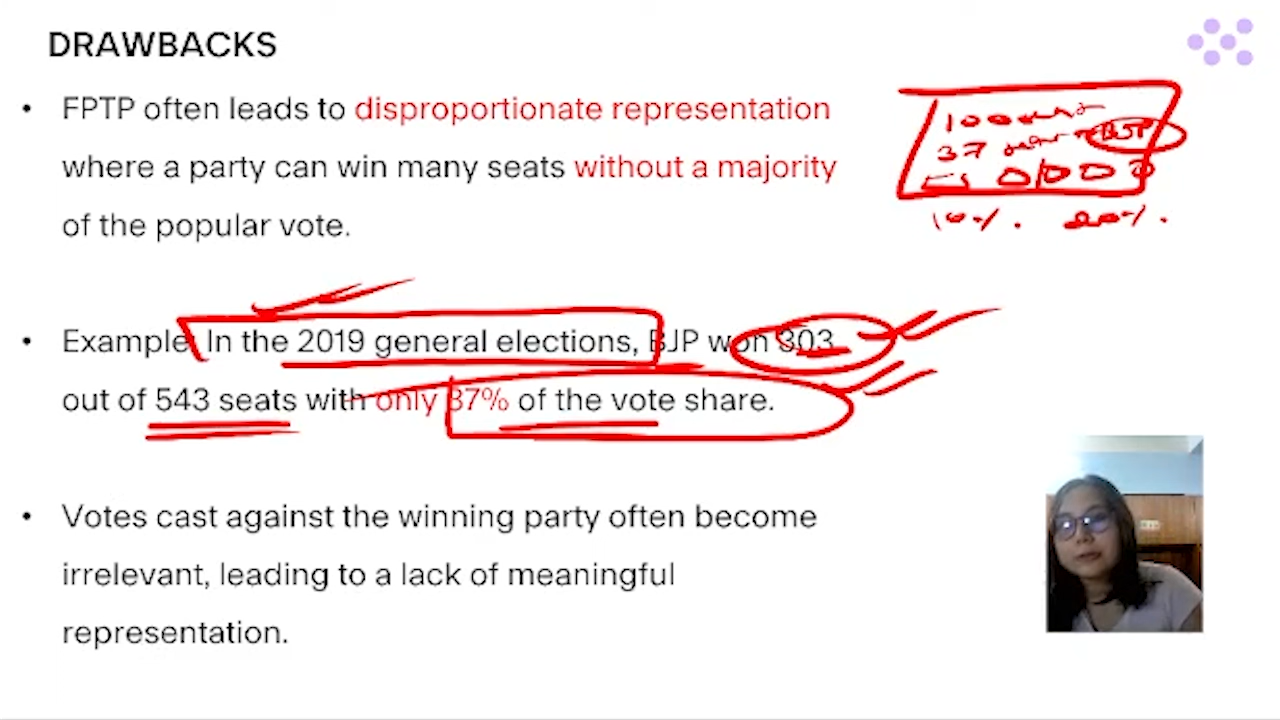 DRAWBACKS
• FPTP often leads to disproportionate representation
where a party can win many seats without a majority
of the popular vote.
100
37 BJP
10%. 20%.
• Example: In the 2019 general elections, BJP won 303
out of 543 seats with only 37% of the vote share.
• Votes cast against the winning party often become
irrelevant, leading to a lack of meaningful
representation.